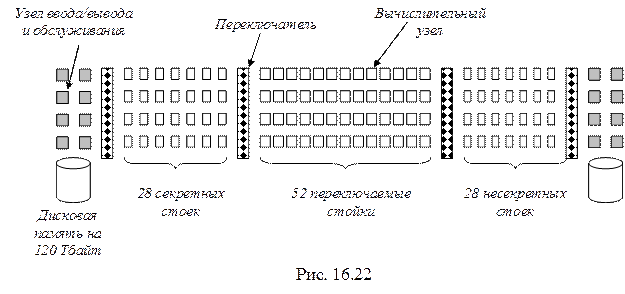 Узел ввода/вывода
и обслуживания
Переключатель
Вычислительный
узел
28 секретных
стоек
52 переключаемые
стойки
28 несекретных
стоек
Дисковая
память на
120 Тбайт
Рис. 16.22